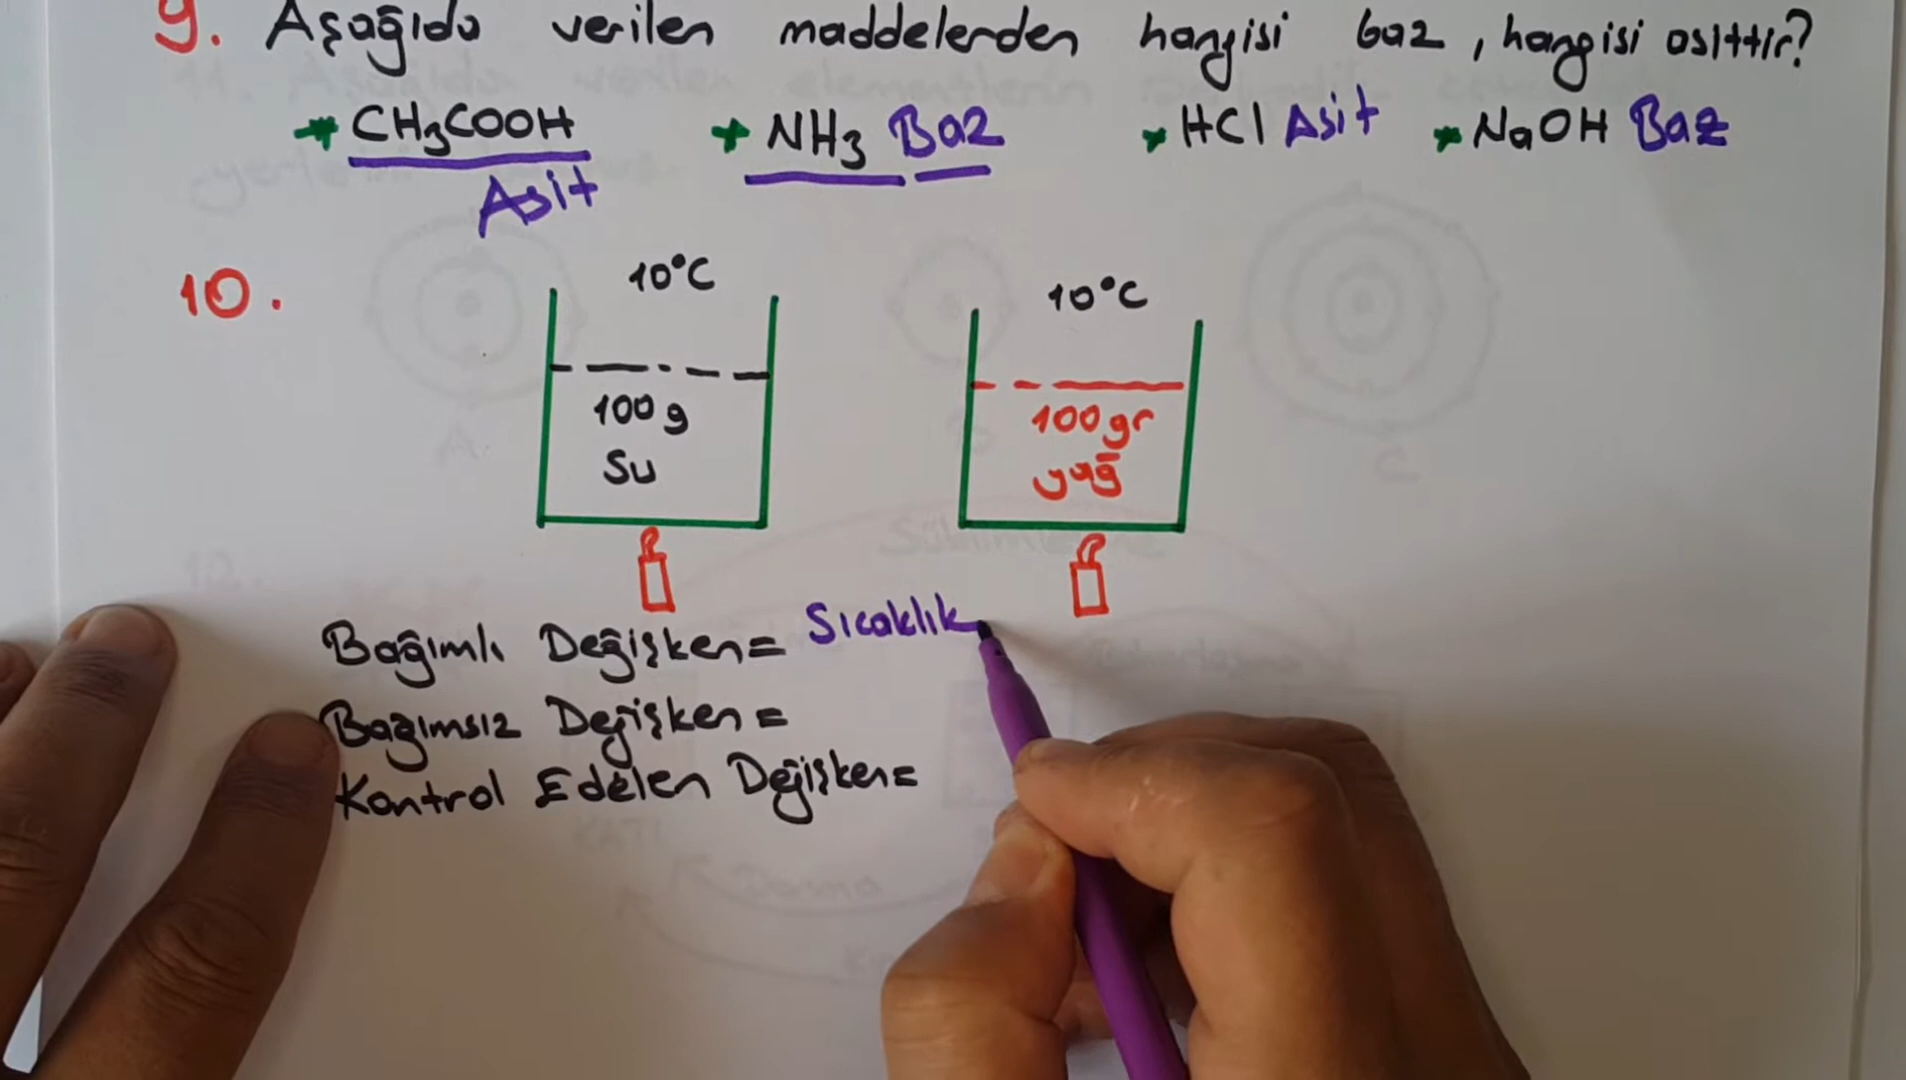 9. Aşağıda verilen maddelerden hangisi baz, hangisi asittir?
CH3COOH Asit NH3 Baz HCl Asit NaOH Baz
10.
10°C 10°C
100 g 100 gr
Su yağ
Bağımlı Değişken = Sıcaklık
Bağımsız Değişken =
Kontrol Edilen Değişken =